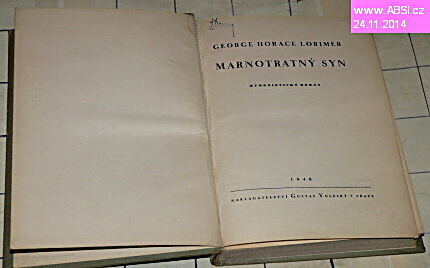 www.ABSI.cz
24.11.2014
GEORGE HORACE LORIMER
MARNOTRATNÝ SYN
HUMORISTICKÝ ROMÁN
1940
NAKLADATELSTVÍ GUSTAV VOLESKÝ V PRAZE